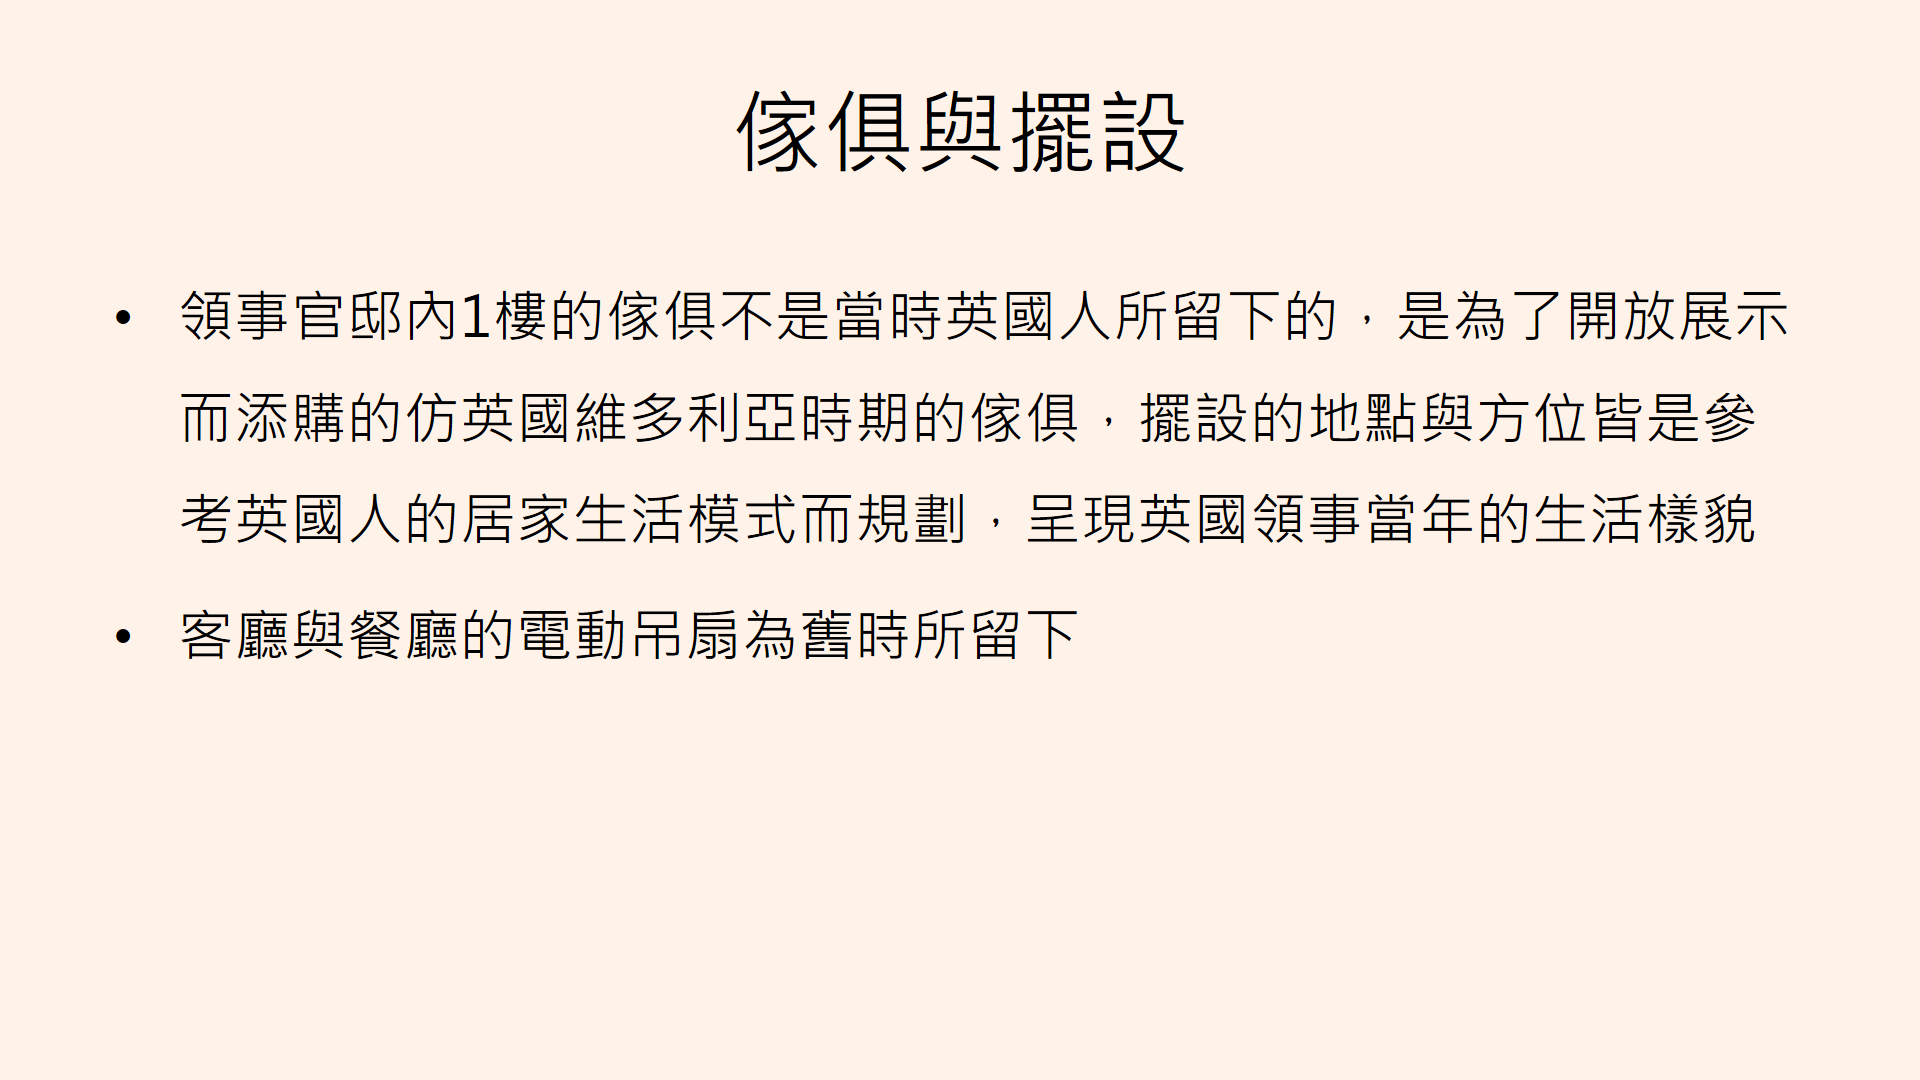 傢俱與擺設
• 領事官邸內1樓的傢俱不是當時英國人所留下的，是為了開放展示
而添購的仿英國維多利亞時期的傢俱，擺設的地點與方位皆是參
考英國人的居家生活模式而規劃，呈現英國領事當年的生活樣貌
• 客廳與餐廳的電動吊扇為舊時所留下